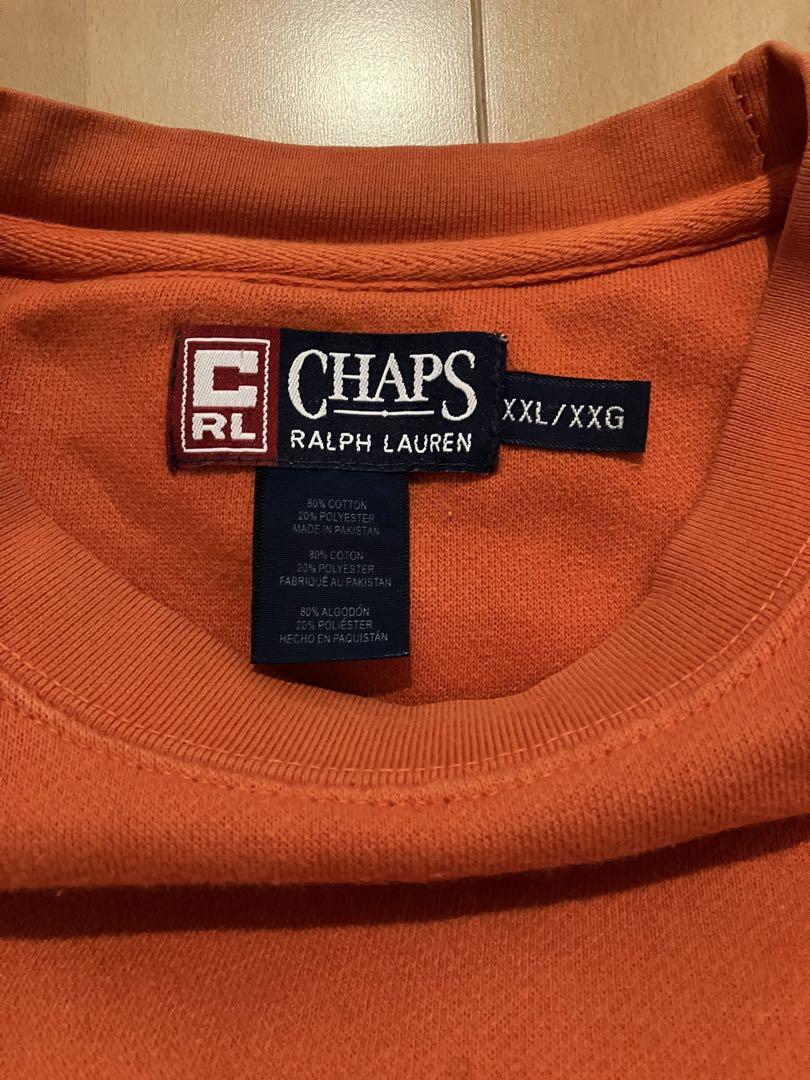 C
RL
CHAPS
RALPH LAUREN
XXL/XXG
80% COTTON
20% POLYESTER
MADE IN PAKISTAN
80% COTON
20% POLYESTER
FABRIQUÉ AU PAKISTAN
80% ALGODÓN
20% POLIÉSTER
HECHO EN PAQUISTÁN